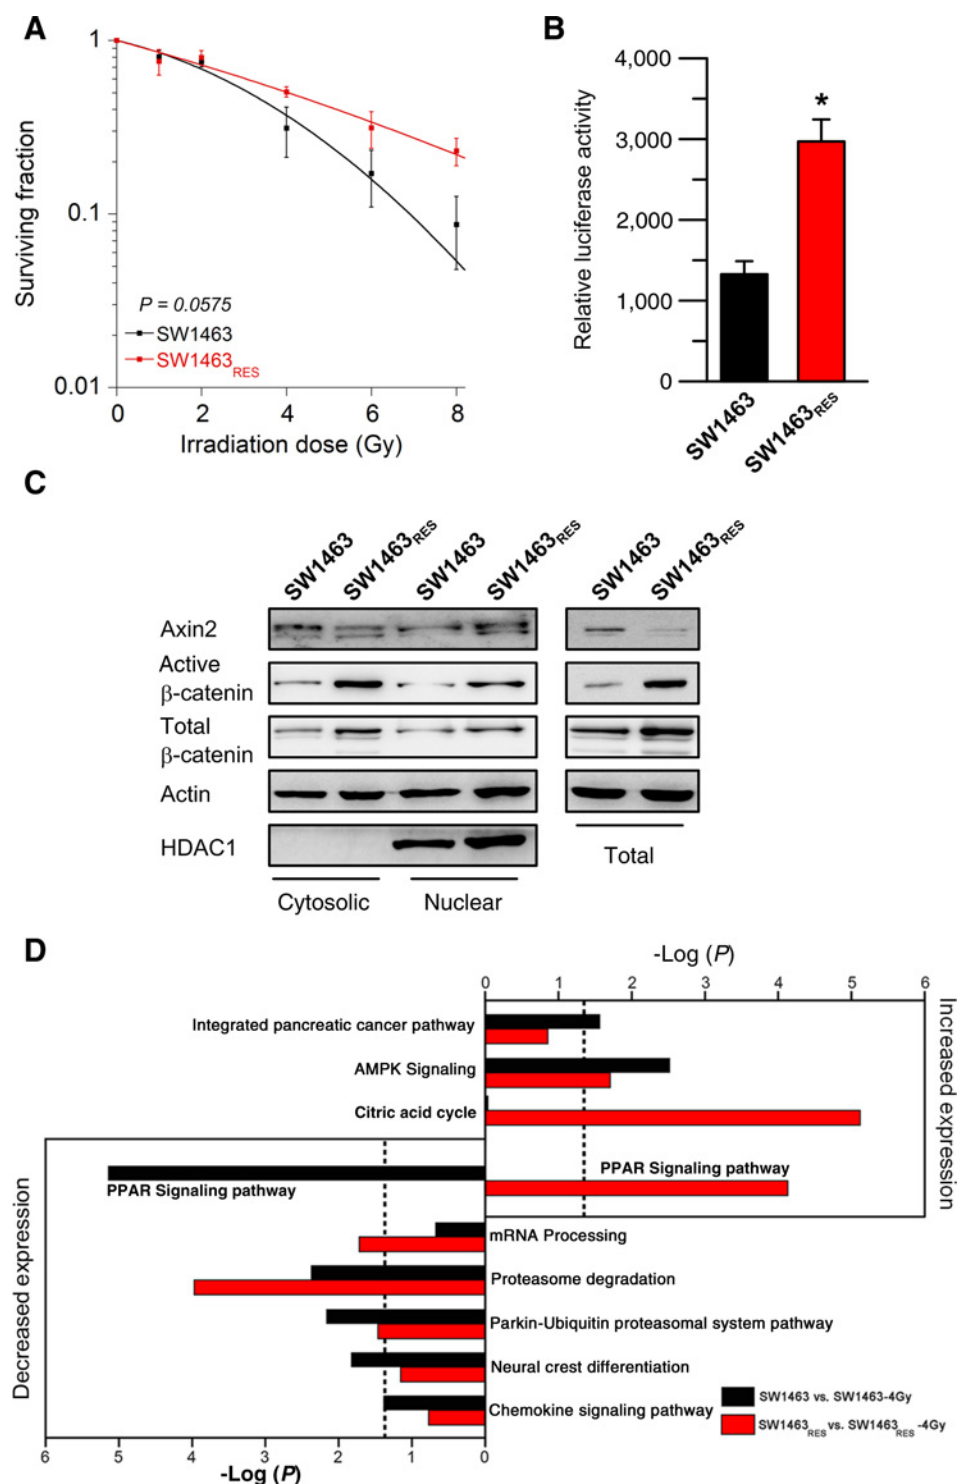 A
1
0.1
0.01
Surviving fraction
P = 0.0575
SW1463
SW1463RES
0 2 4 6 8
Irradiation dose (Gy)
B
4,000
3,000
2,000
1,000
0
Relative luciferase activity
*
SW1463
SW1463RES
C
SW1463 SW1463RES SW1463 SW1463RES SW1463 SW1463RES
Axin2
Active
β-catenin
Total
β-catenin
Actin
HDAC1
Cytosolic
Nuclear
Total
D
-Log (P)
0 1 2 3 4 5 6
Increased expression
Integrated pancreatic cancer pathway
AMPK Signaling
Citric acid cycle
PPAR Signaling pathway
PPAR Signaling pathway
Decreased expression
mRNA Processing
Proteasome degradation
Parkin-Ubiquitin proteasomal system pathway
Neural crest differentiation
Chemokine signaling pathway
SW1463 vs. SW1463-4Gy
SW1463RES vs. SW1463RES -4Gy
6 5 4 3 2 1 0
-Log (P)